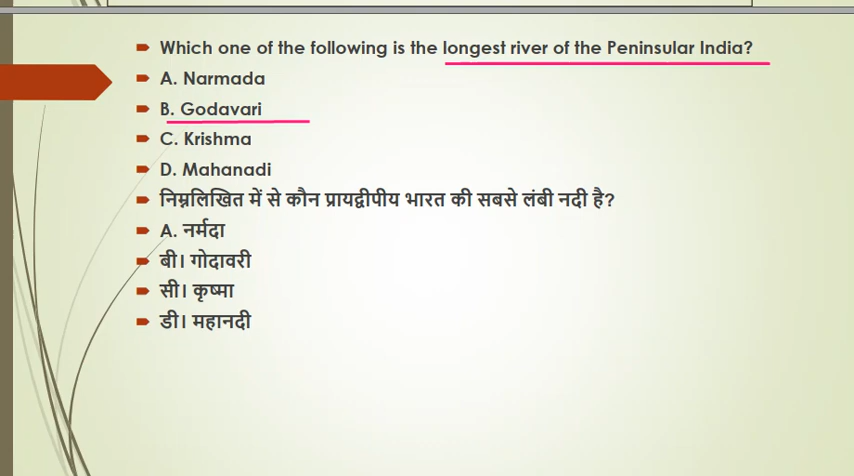 Which one of the following is the longest river of the Peninsular India?
A. Narmada
B. Godavari
C. Krishma
D. Mahanadi
निम्नलिखित में से कौन प्रायद्वीपीय भारत की सबसे लंबी नदी है?
A. नर्मदा
बी। गोदावरी
सी। कृष्मा
डी। महानदी